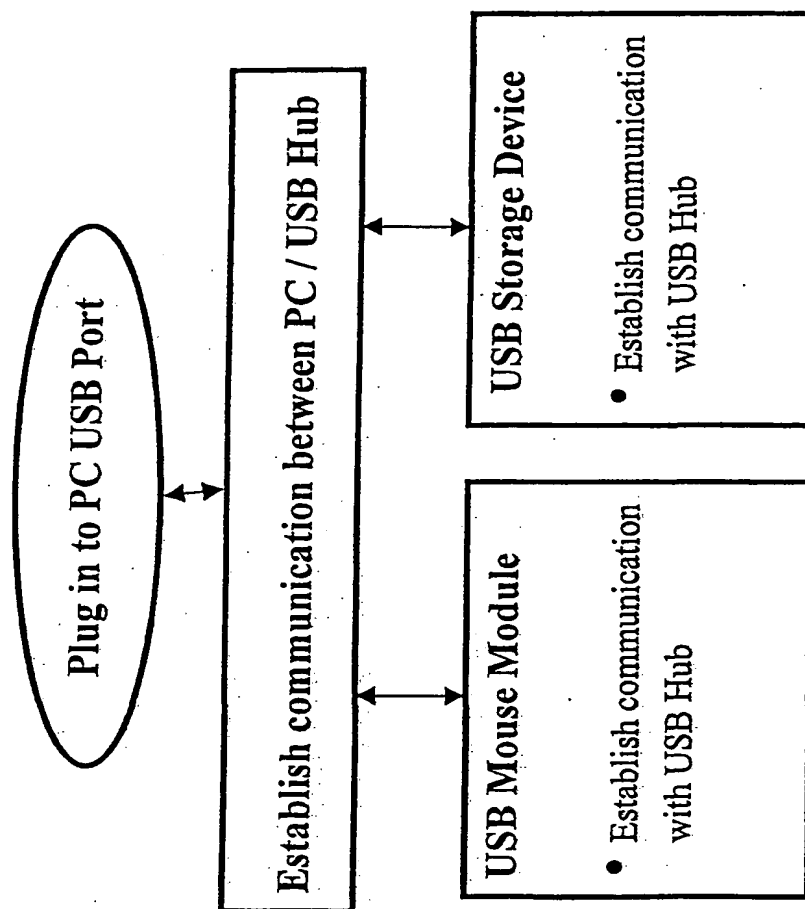 Plug in to PC USB Port
Establish communication between PC / USB Hub
USB Mouse Module
• Establish communication
with USB Hub
USB Storage Device
• Establish communication
with USB Hub